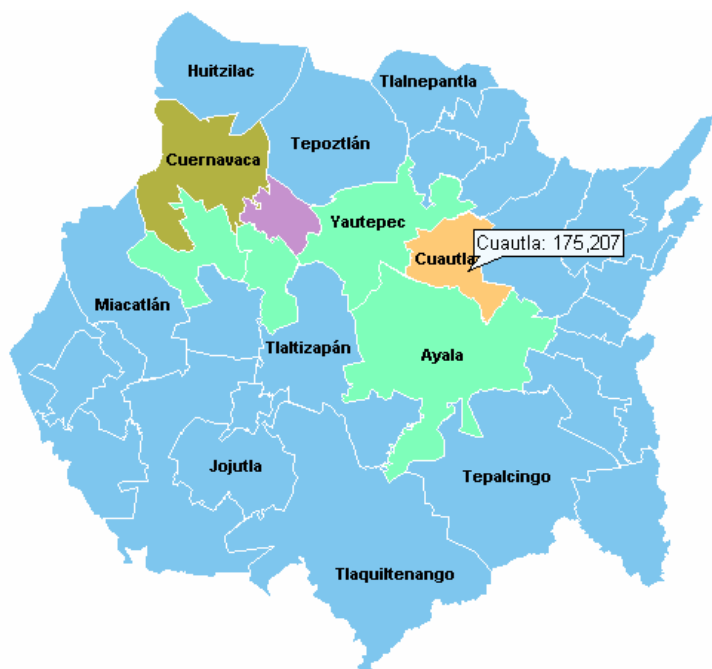 Huitzilac
Tlalnepantla
Tepoztlán
Cuernavaca
Yautepec
Cuautla
Cuautla: 175,207
Miacatlán
Tlaltizapán
Ayala
Jojutla
Tepalcingo
Tlaquiltenango